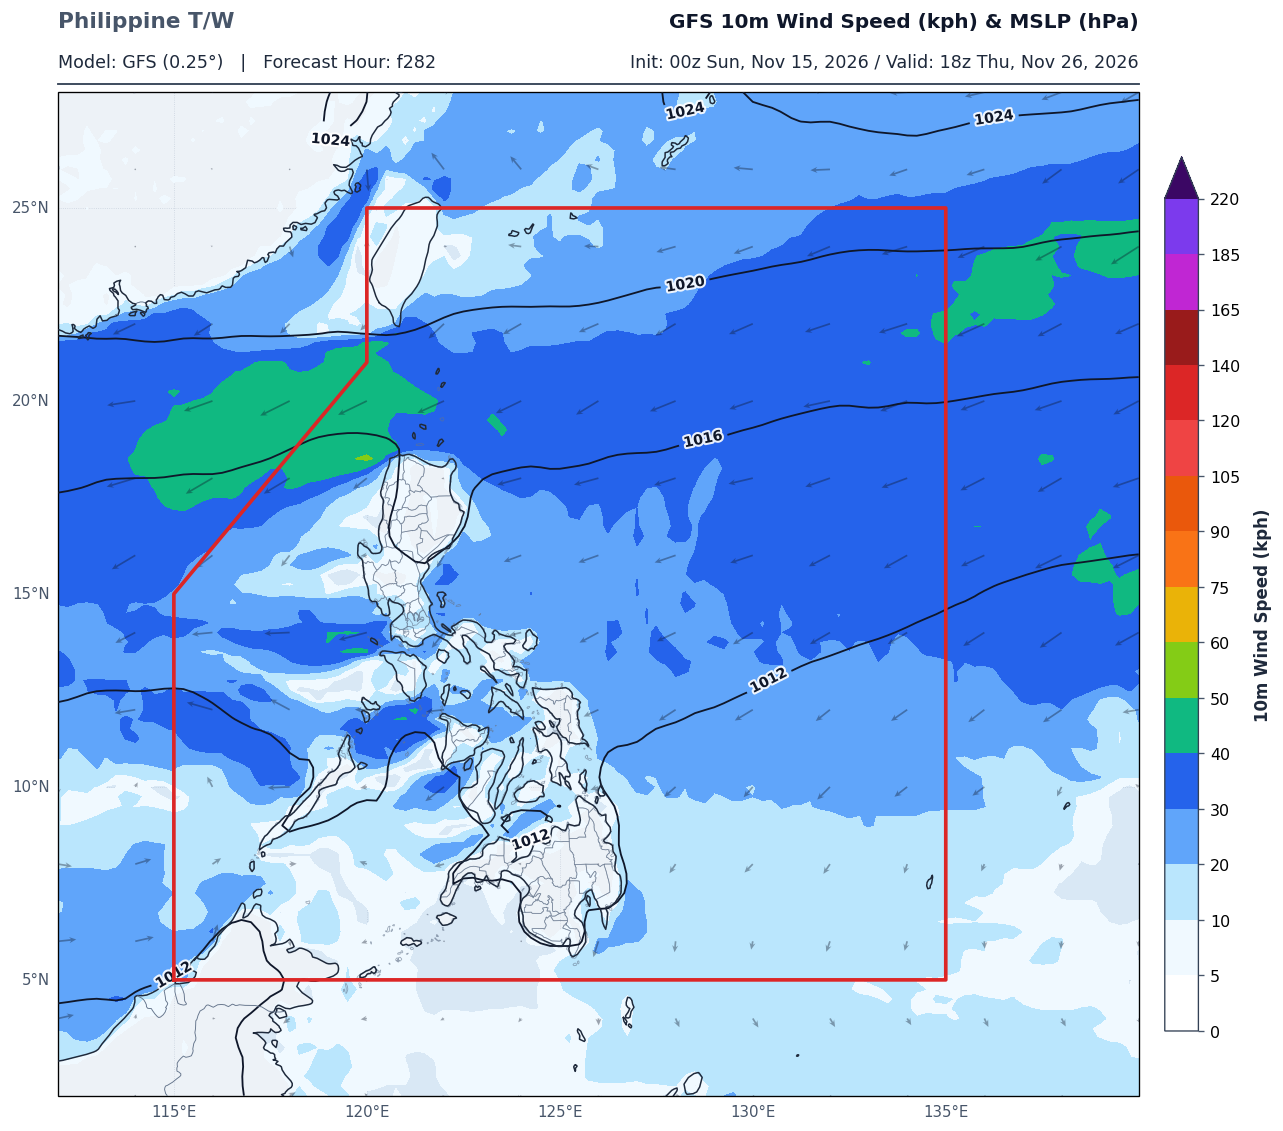 Philippine T/W
GFS 10m Wind Speed (kph) & MSLP (hPa)
Model: GFS (0.25°)   |   Forecast Hour: f282
Init: 00z Sun, Nov 15, 2026 / Valid: 18z Thu, Nov 26, 2026
1024
1024
1024
1020
1016
1012
1012
1012
25°N
20°N
15°N
10°N
5°N
115°E
120°E
125°E
130°E
135°E
220
185
165
140
120
105
90
75
60
50
40
30
20
10
5
0
10m Wind Speed (kph)